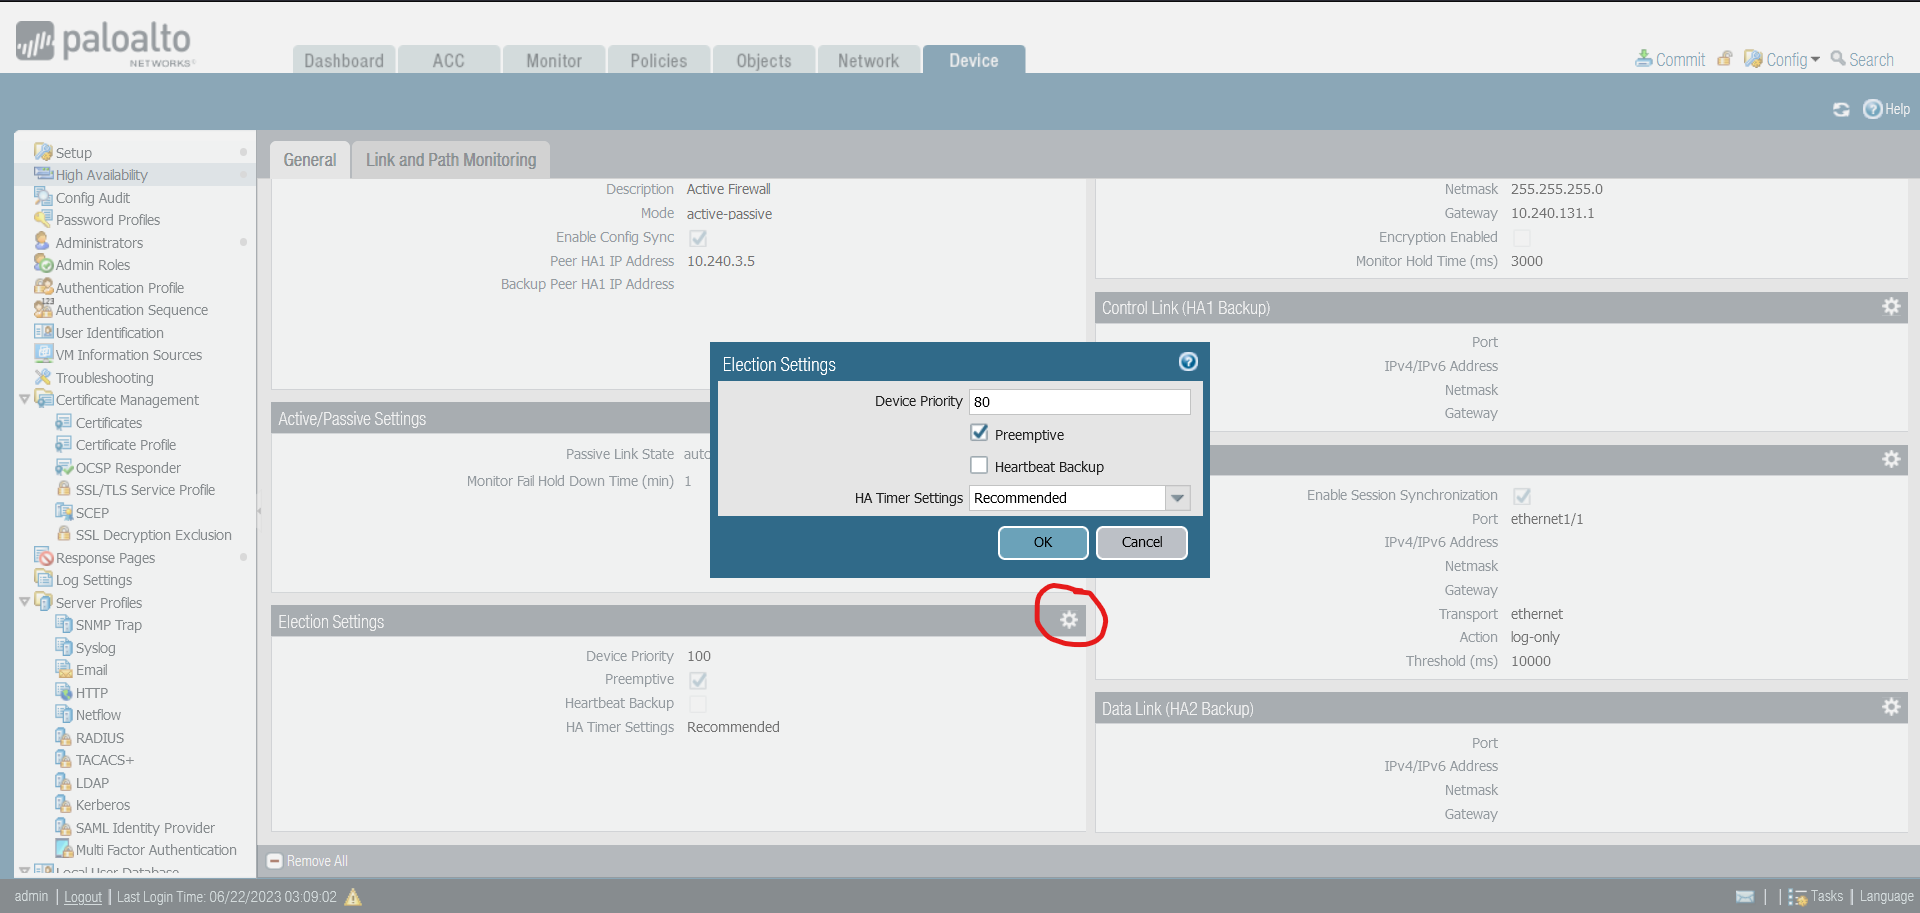 paloalto
NETWORKS
Dashboard
ACC
Monitor
Policies
Objects
Network
Device
Commit
Config
Search
Help
Setup
High Availability
Config Audit
Password Profiles
Administrators
Admin Roles
Authentication Profile
Authentication Sequence
User Identification
VM Information Sources
Troubleshooting
Certificate Management
Certificates
Certificate Profile
OCSP Responder
SSL/TLS Service Profile
SCEP
SSL Decryption Exclusion
Response Pages
Log Settings
Server Profiles
SNMP Trap
Syslog
Email
HTTP
Netflow
RADIUS
TACACS+
LDAP
Kerberos
SAML Identity Provider
Multi Factor Authentication
Local User Database
General
Link and Path Monitoring
Description Active Firewall
Mode active-passive
Enable Config Sync
Peer HA1 IP Address 10.240.3.5
Backup Peer HA1 IP Address
Active/Passive Settings
Passive Link State auto
Monitor Fail Hold Down Time (min) 1
Election Settings
Device Priority 100
Preemptive
Heartbeat Backup
HA Timer Settings Recommended
Remove All
Election Settings
Device Priority 80
Preemptive
Heartbeat Backup
HA Timer Settings Recommended
OK
Cancel
Netmask 255.255.255.0
Gateway 10.240.131.1
Encryption Enabled
Monitor Hold Time (ms) 3000
Control Link (HA1 Backup)
Port
IPv4/IPv6 Address
Netmask
Gateway
Enable Session Synchronization
Port ethernet1/1
IPv4/IPv6 Address
Netmask
Gateway
Transport ethernet
Action log-only
Threshold (ms) 10000
Data Link (HA2 Backup)
Port
IPv4/IPv6 Address
Netmask
Gateway
admin | Logout | Last Login Time: 06/22/2023 03:09:02
Tasks | Language